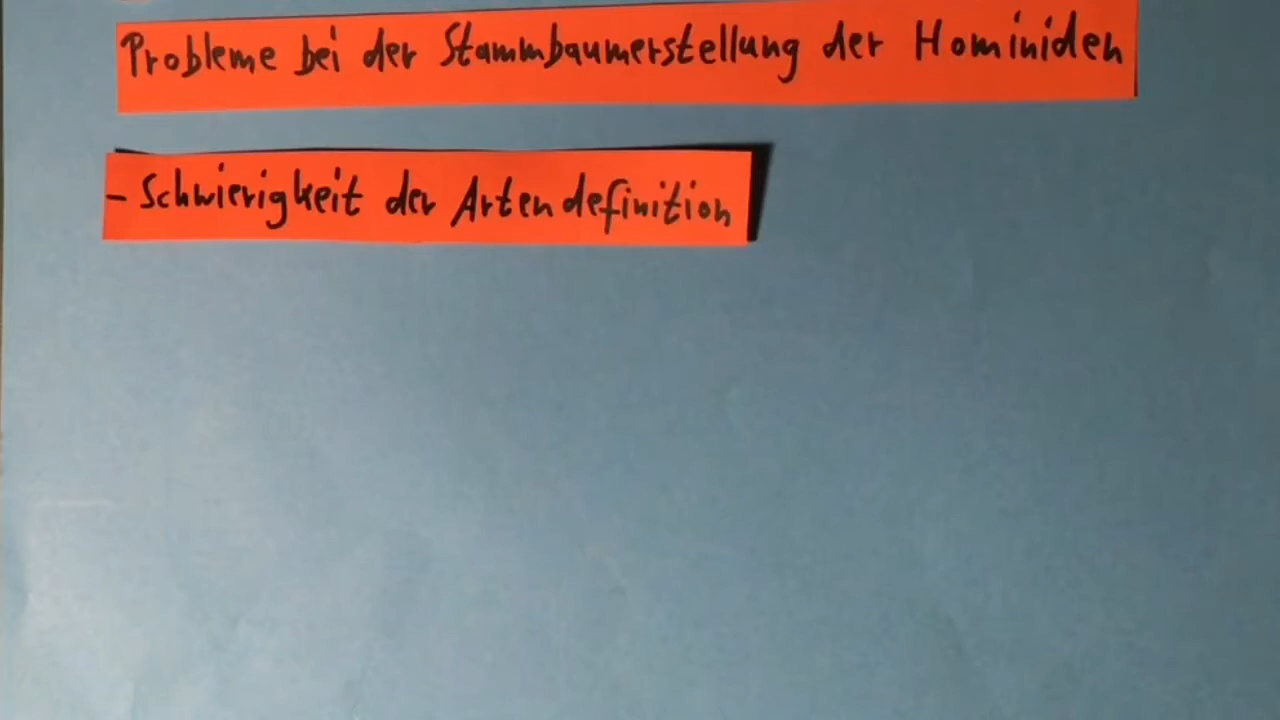 Probleme bei der Stammbaumerstellung der Hominiden
- Schwierigkeit der Artendefinition